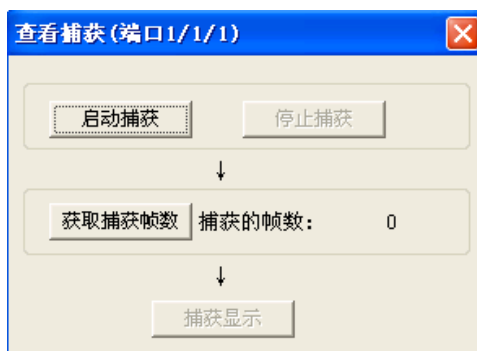 查看捕获(端口1/1/1)
启动捕获 停止捕获
↓
获取捕获帧数 捕获的帧数: 0
↓
捕获显示